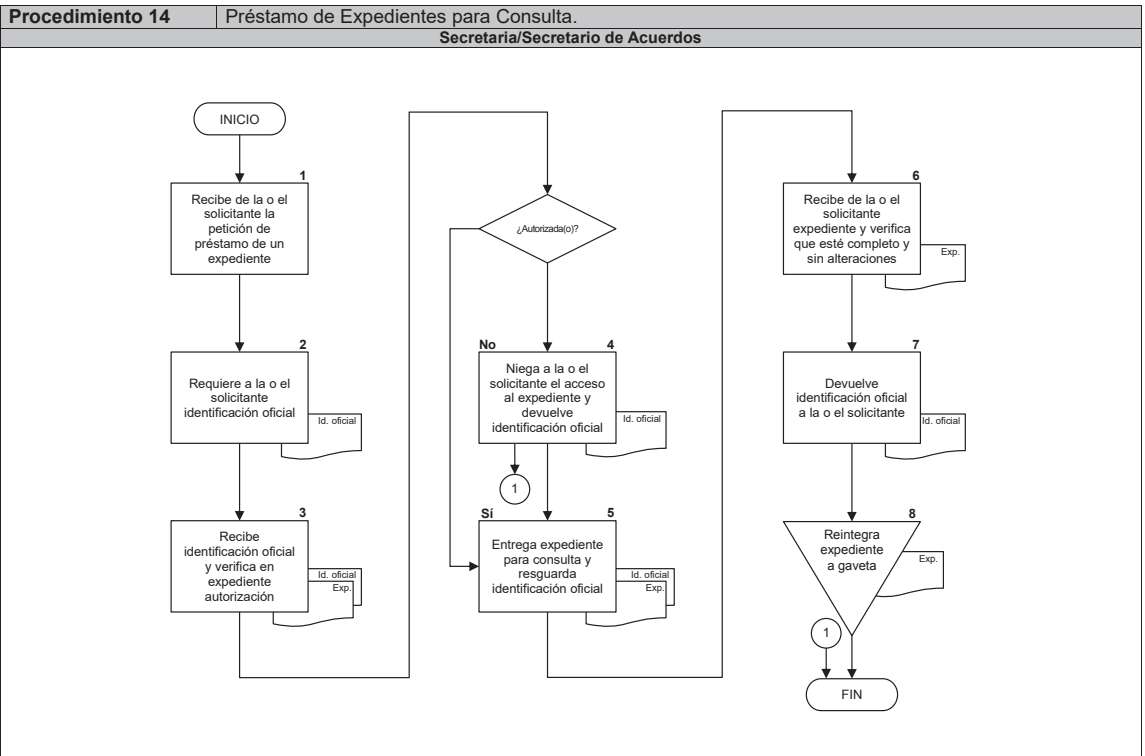 Procedimiento 14
Préstamo de Expedientes para Consulta.
Secretaria/Secretario de Acuerdos
INICIO
1
Recibe de la o el
solicitante la
petición de
préstamo de un
expediente
2
Requiere a la o el
solicitante
identificación oficial
Id. oficial
3
Recibe
identificación oficial
y verifica en
expediente
autorización
Id. oficial
Exp.
¿Autorizada(o)?
No
4
Niega a la o el
solicitante el acceso
al expediente y
devuelve
identificación oficial
Id. oficial
1
Sí
5
Entrega expediente
para consulta y
resguarda
identificación oficial
Id. oficial
Exp.
6
Recibe de la o el
solicitante
expediente y verifica
que esté completo y
sin alteraciones
Exp.
7
Devuelve
identificación oficial
a la o el solicitante
Id. oficial
8
Reintegra
expediente
a gaveta
Exp.
1
FIN